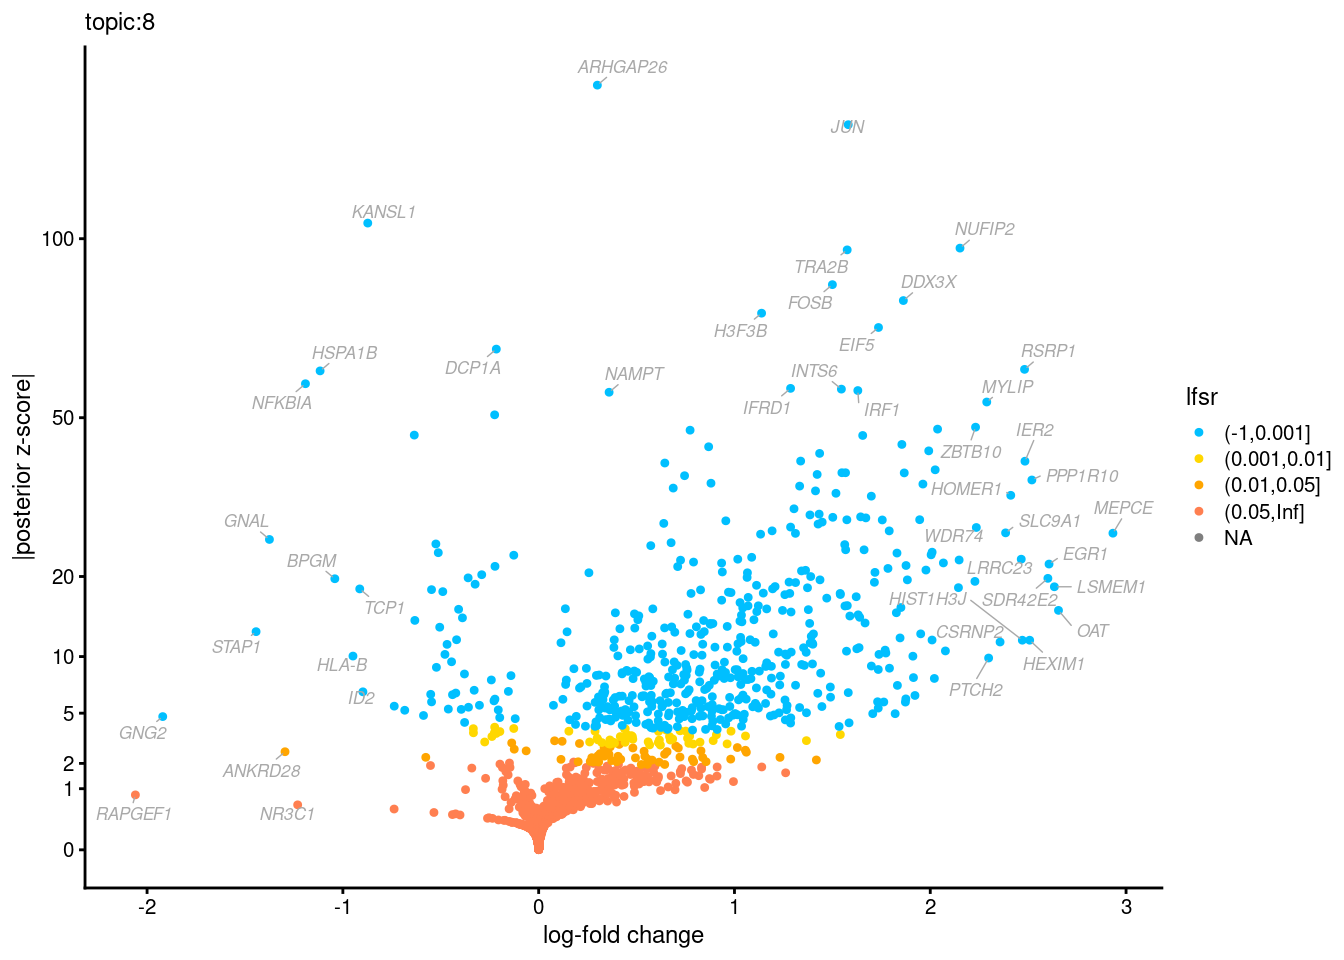 topic:8
ARHGAP26
JUN
KANSL1
NUFIP2
TRA2B
DDX3X
FOSB
H3F3B
EIF5
HSPA1B
DCP1A
RSRP1
NAMPT
INTS6
MYLIP
NFKBIA
IFRD1
IRF1
IER2
ZBTB10
PPP1R10
HOMER1
MEPCE
GNAL
SLC9A1
WDR74
EGR1
BPGM
LRRC23
LSMEM1
TCP1
HIST1H3J
SDR42E2
CSRNP2
OAT
STAP1
HLA-B
HEXIM1
ID2
PTCH2
GNG2
ANKRD28
RAPGEF1
NR3C1
100
50
20
10
5
2
1
0
-2
-1
0
1
2
3
log-fold change
|posterior z-score|
lfsr
(-1,0.001]
(0.001,0.01]
(0.01,0.05]
(0.05,Inf]
NA